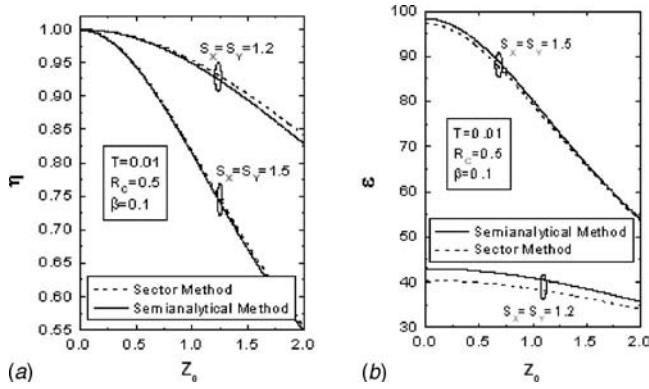 1.00
0.95
0.90
0.85
0.80
0.75
0.70
0.65
0.60
0.55
η
S_X=S_Y=1.2
S_X=S_Y=1.5
T=0.01
R_C=0.5
β=0.1
Sector Method
Semianalytical Method
0.0 0.5 1.0 1.5 2.0
(a) Z_0
100
90
80
70
60
50
40
30
ε
S_X=S_Y=1.5
T=0.01
R_C=0.5
β=0.1
Semianalytical Method
Sector Method
S_X=S_Y=1.2
0.0 0.5 1.0 1.5 2.0
(b) Z_0